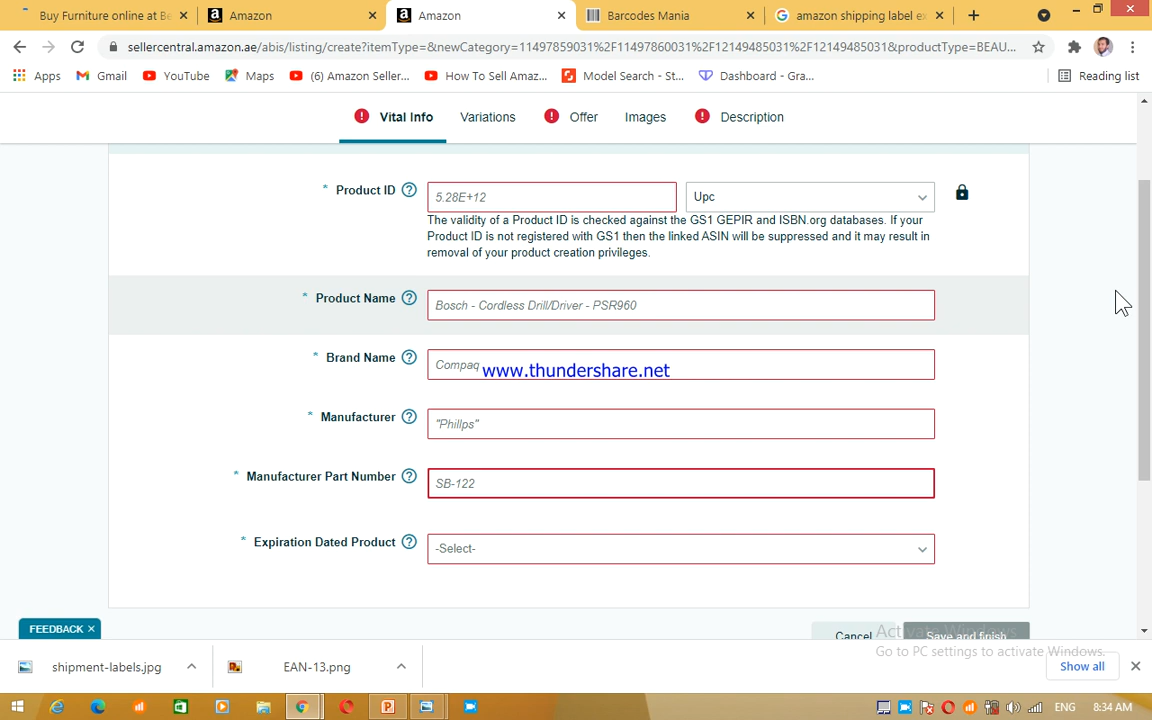 Buy Furniture online at Be
Amazon
Amazon
Barcodes Mania
amazon shipping label ex
sellercentral.amazon.ae/abis/listing/create?itemType=&newCategory=11497859031%2F11497860031%2F12149485031%2F12149485031&productType=BEAU...
Apps
Gmail
YouTube
Maps
(6) Amazon Seller...
How To Sell Amaz...
Model Search - St...
Dashboard - Gra...
Reading list
Vital Info
Variations
Offer
Images
Description
* Product ID ?
5.28E+12
Upc
The validity of a Product ID is checked against the GS1 GEPIR and ISBN.org databases. If your
Product ID is not registered with GS1 then the linked ASIN will be suppressed and it may result in
removal of your product creation privileges.
* Product Name ?
Bosch - Cordless Drill/Driver - PSR960
* Brand Name ?
Compaq
www.thundershare.net
* Manufacturer ?
"Phillps"
* Manufacturer Part Number ?
SB-122
* Expiration Dated Product ?
-Select-
FEEDBACK ×
Cancel
Save and finish
Activate Windows
Go to PC settings to activate Windows.
shipment-labels.jpg
EAN-13.png
Show all
ENG
8:34 AM